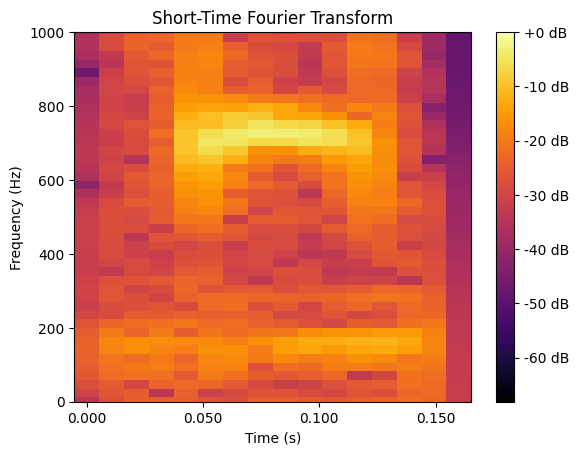 Short-Time Fourier Transform
1000
800
600
400
200
0
Frequency (Hz)
0.000
0.050
0.100
0.150
Time (s)
+0 dB
-10 dB
-20 dB
-30 dB
-40 dB
-50 dB
-60 dB